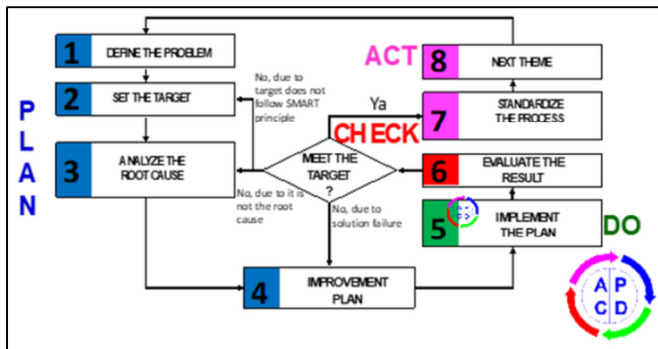 1 DEFINE THE PROBLEM
2 SET THE TARGET
3 ANALYZE THE
ROOT CAUSE
PLAN
No, due to
target does not
follow SMART
principle
No, due to it is
not the root
cause
MEET THE
TARGET
?
No, due to
solution failure
4 IMPROVEMENT
PLAN
ACT
8 NEXT THEME
Ya
7 STANDARDIZE
THE PROCESS
CHECK
6 EVALUATE THE
RESULT
5 IMPLEMENT
THE PLAN
DO
A P
C D